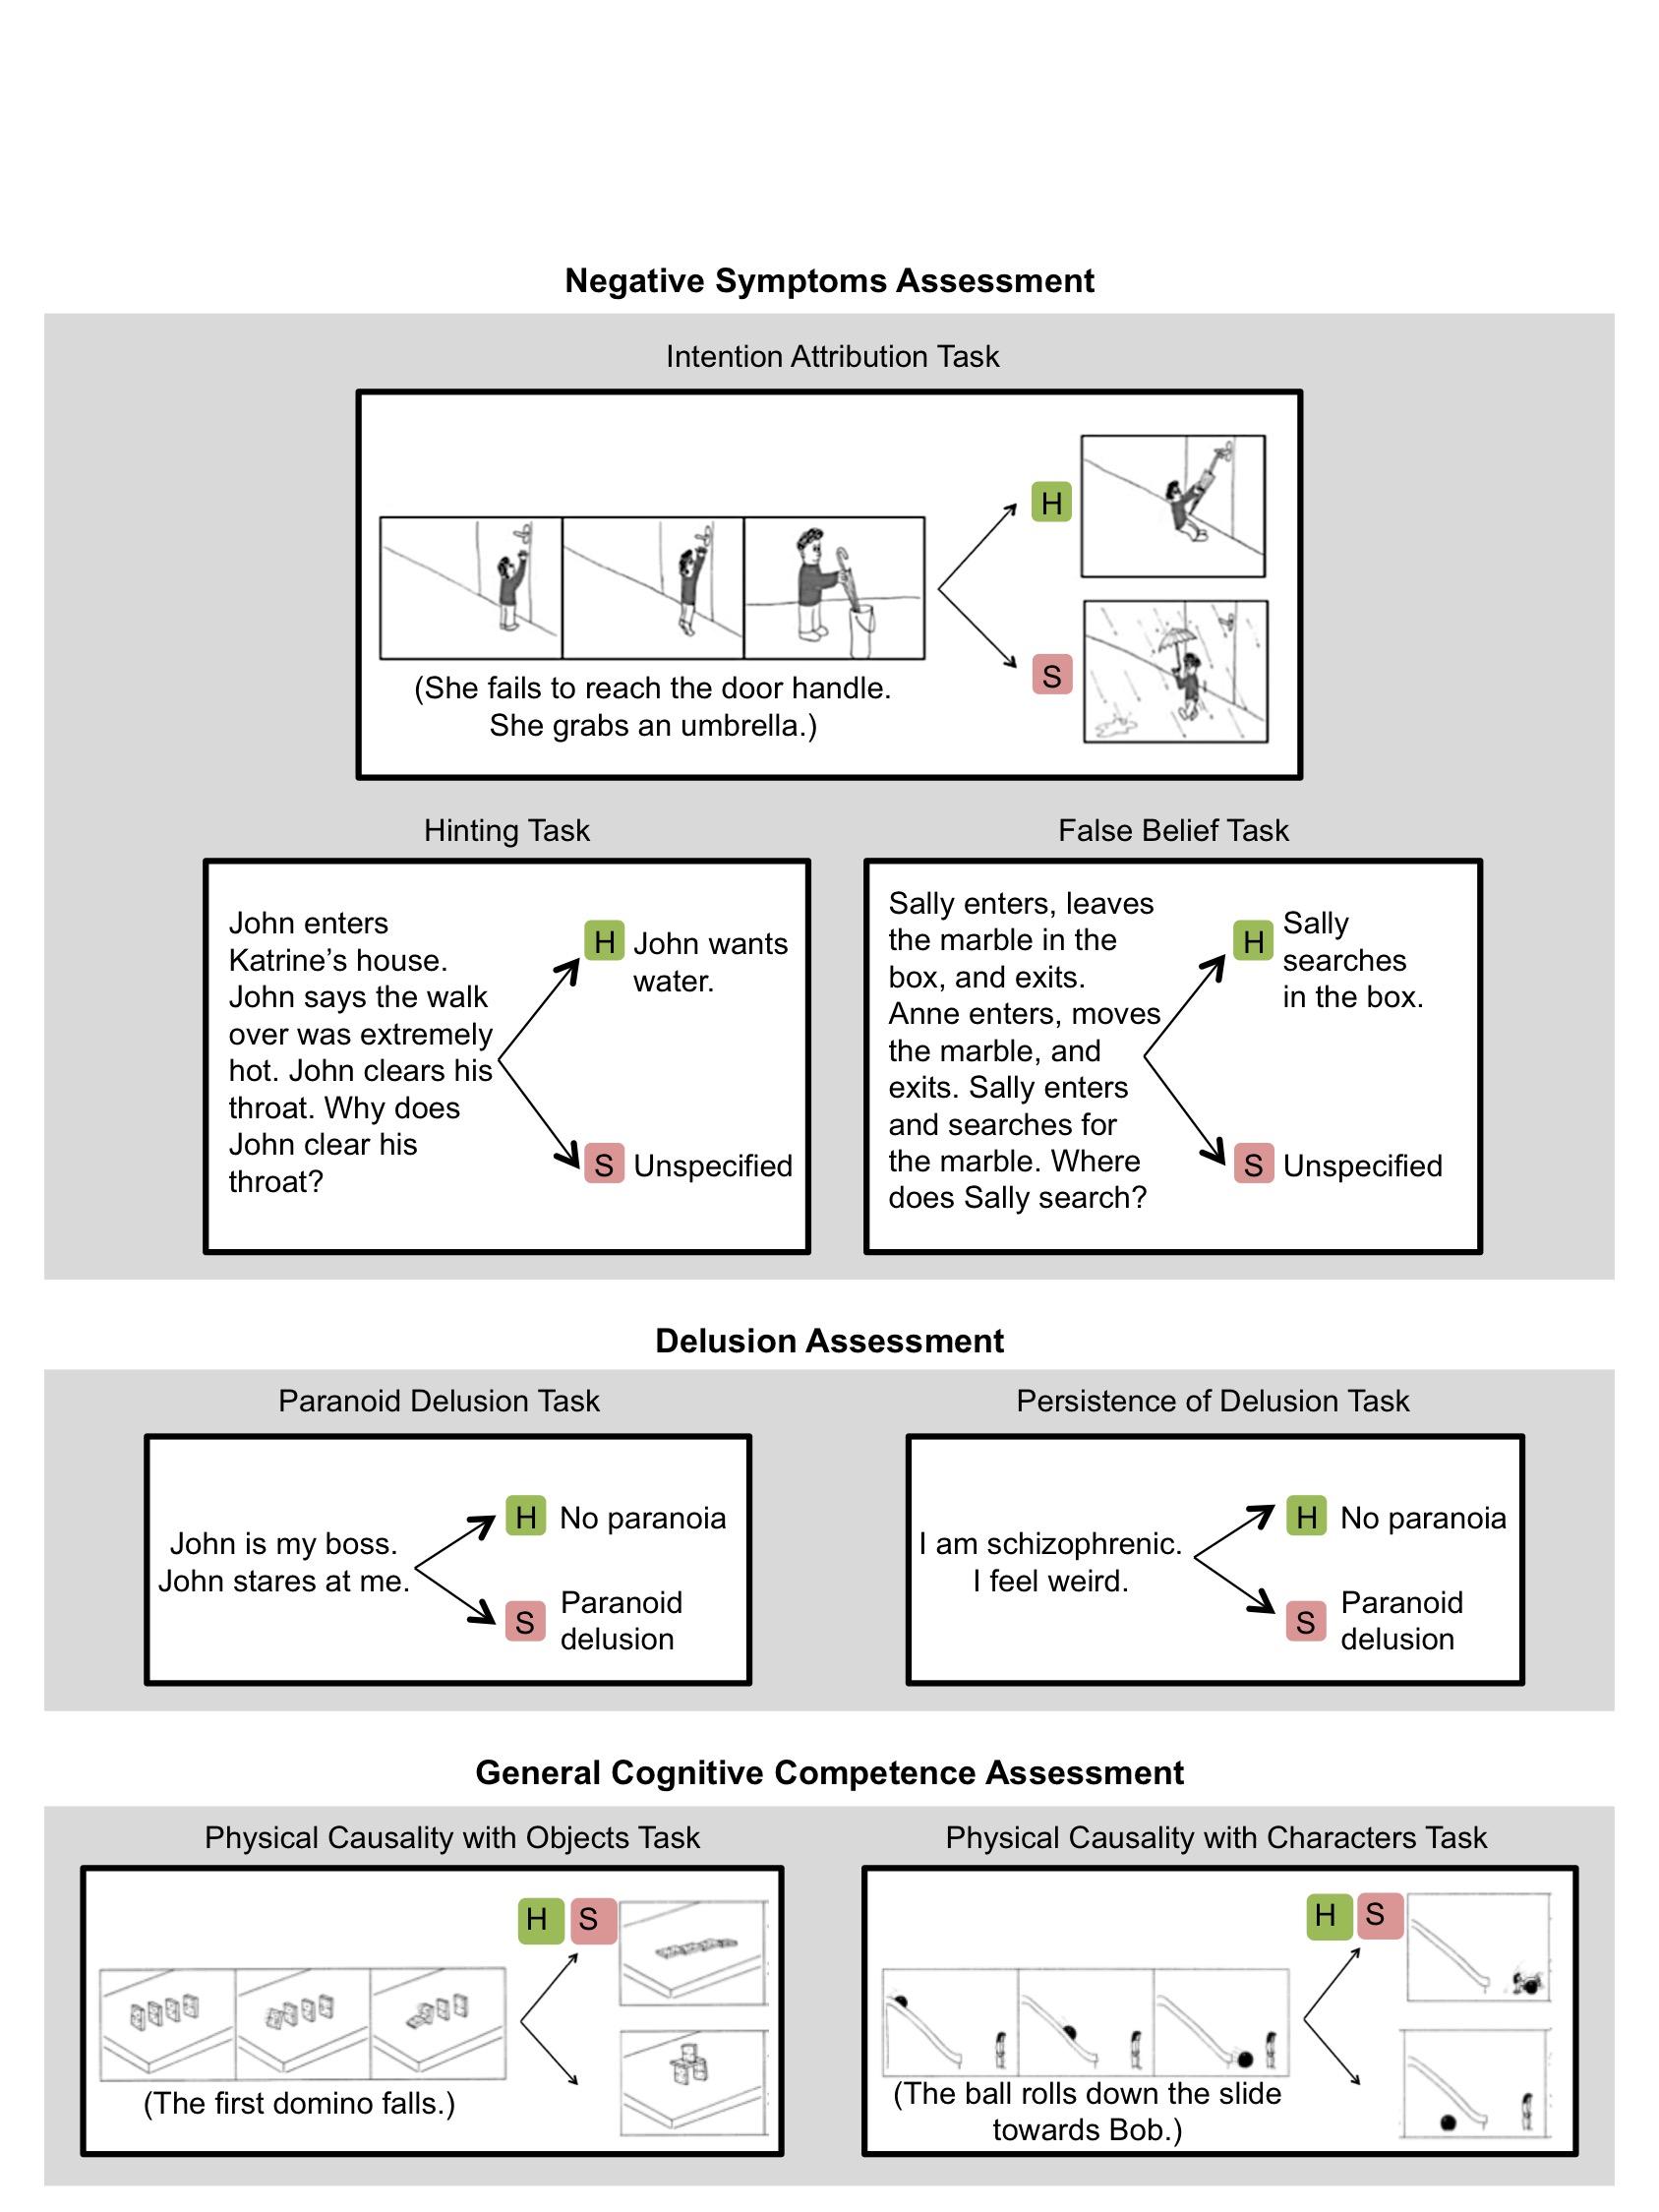 Negative Symptoms Assessment
Intention Attribution Task
H
S
(She fails to reach the door handle.
She grabs an umbrella.)
Hinting Task
John enters
Katrine’s house.
John says the walk
over was extremely
hot. John clears his
throat. Why does
John clear his
throat?
H John wants
water.
S Unspecified
False Belief Task
Sally enters, leaves
the marble in the
box, and exits.
Anne enters, moves
the marble, and
exits. Sally enters
and searches for
the marble. Where
does Sally search?
H Sally
searches
in the box.
S Unspecified
Delusion Assessment
Paranoid Delusion Task
John is my boss.
John stares at me.
H No paranoia
S Paranoid
delusion
Persistence of Delusion Task
I am schizophrenic.
I feel weird.
H No paranoia
S Paranoid
delusion
General Cognitive Competence Assessment
Physical Causality with Objects Task
H S
(The first domino falls.)
Physical Causality with Characters Task
H S
(The ball rolls down the slide
towards Bob.)